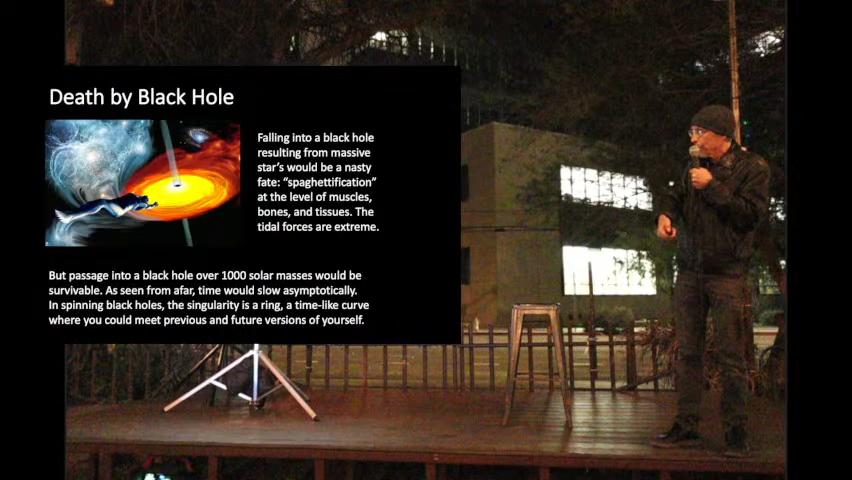 Death by Black Hole
Falling into a black hole
resulting from massive
star's would be a nasty
fate: "spaghettification"
at the level of muscles,
bones, and tissues. The
tidal forces are extreme.
But passage into a black hole over 1000 solar masses would be
survivable. As seen from afar, time would slow asymptotically.
In spinning black holes, the singularity is a ring, a time-like curve
where you could meet previous and future versions of yourself.